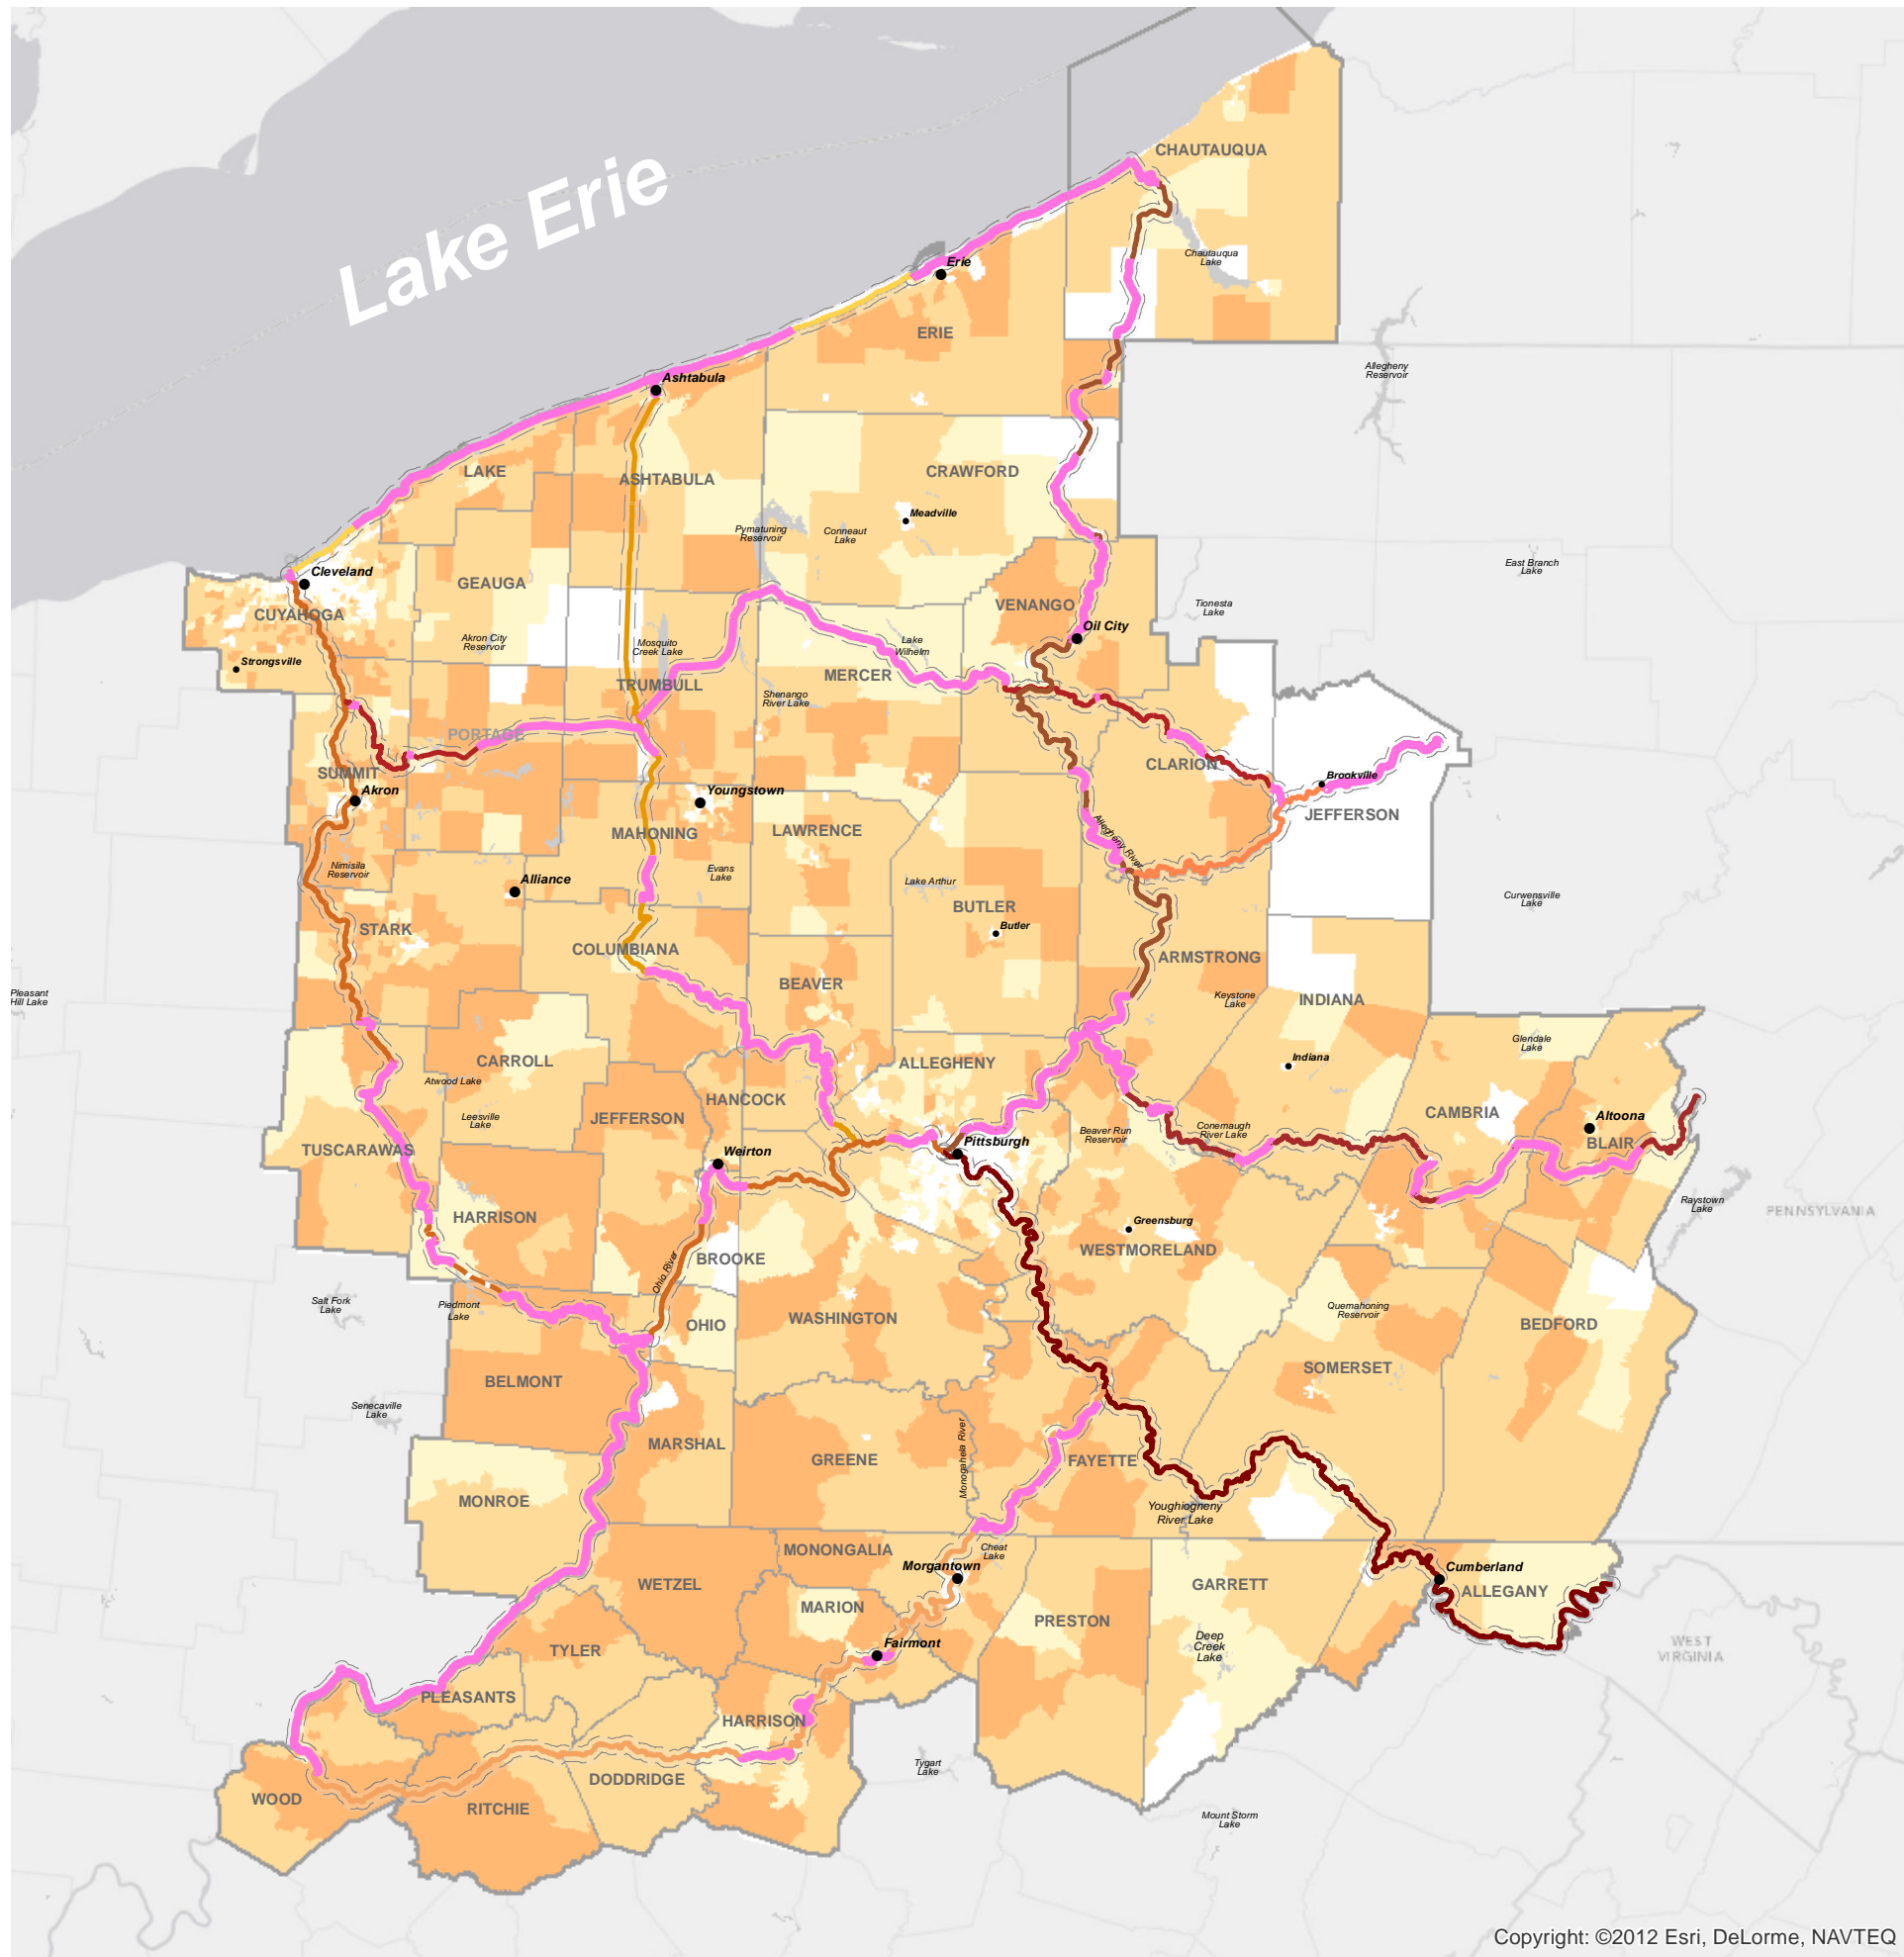 Lake Erie
CHAUTAUQUA
Chautauqua
Lake
Erie
ERIE
Allegheny
Reservoir
Ashtabula
LAKE
ASHTABULA
CRAWFORD
Meadville
Pymatuning
Reservoir
Conneaut
Lake
East Branch
Lake
Cleveland
GEAUGA
CUYAHOGA
VENANGO
Tionesta
Lake
Oil City
Akron City
Reservoir
Mosquito
Creek Lake
Lake
Wilhelm
Strongsville
MERCER
TRUMBULL
Shenango
River Lake
PORTAGE
SUMMIT
CLARION
Brookville
JEFFERSON
Akron
Youngstown
MAHONING
LAWRENCE
Allegheny River
Nimisila
Reservoir
Evans
Lake
Alliance
Lake Arthur
BUTLER
Butler
Curwensville
Lake
STARK
COLUMBIANA
ARMSTRONG
BEAVER
Pleasant
Hill Lake
Keystone
Lake
INDIANA
Glendale
Lake
CARROLL
ALLEGHENY
Indiana
Atwood Lake
HANCOCK
JEFFERSON
Leesville
Lake
CAMBRIA
Altoona
BLAIR
Beaver Run
Reservoir
Conemaugh
River Lake
TUSCARAWAS
Pittsburgh
Weirton
Raystown
Lake
PENNSYLVANIA
HARRISON
Greensburg
WESTMORELAND
BROOKE
Ohio River
Salt Fork
Lake
Piedmont
Lake
OHIO
WASHINGTON
Quemahoning
Reservoir
BEDFORD
SOMERSET
BELMONT
Senecaville
Lake
MARSHAL
GREENE
Monogahela River
FAYETTE
MONROE
Youghiogneny
River Lake
MONONGALIA
Cheat
Lake
Morgantown
Cumberland
ALLEGANY
WETZEL
GARRETT
MARION
PRESTON
Fairmont
Deep
Creek
Lake
WEST
VIRGINIA
TYLER
PLEASANTS
HARRISON
Tygart
Lake
DODDRIDGE
WOOD
RITCHIE
Mount Storm
Lake
Copyright: ©2012 Esri, DeLorme, NAVTEQ